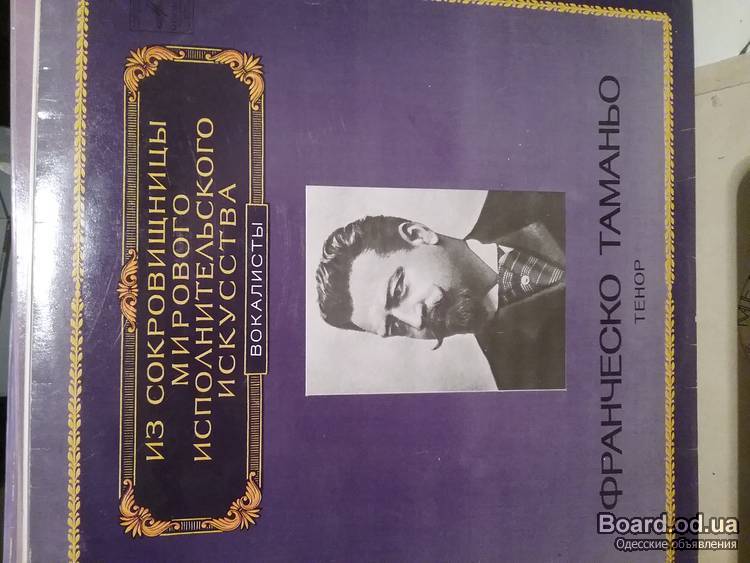 ИЗ СОКРОВИЩНИЦЫ
МИРОВОГО
ИСПОЛНИТЕЛЬСКОГО
ИСКУССТВА
ВОКАЛИСТЫ
ФРАНЧЕСКО ТАМАНЬО
ТЕНОР
Board.od.ua
Одесские объявления